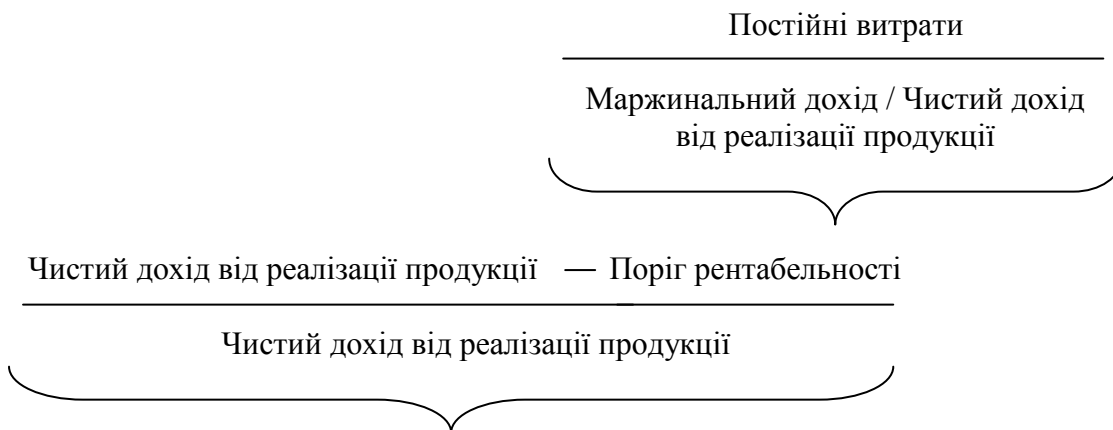 Постійні витрати
Маржинальний дохід / Чистий дохід
від реалізації продукції
Чистий дохід від реалізації продукції — Поріг рентабельності
Чистий дохід від реалізації продукції